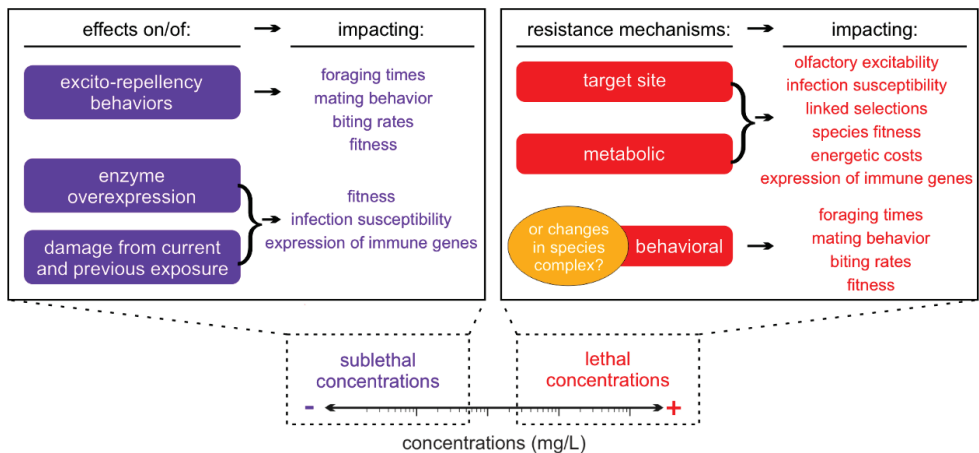 effects on/of:
impacting:
excito-repellency
behaviors
foraging times
mating behavior
biting rates
fitness
enzyme
overexpression
damage from current
and previous exposure
fitness
infection susceptibility
expression of immune genes
resistance mechanisms:
impacting:
target site
metabolic
olfactory excitability
infection susceptibility
linked selections
species fitness
energetic costs
expression of immune genes
or changes
in species
complex?
behavioral
foraging times
mating behavior
biting rates
fitness
sublethal
concentrations
lethal
concentrations
- +
concentrations (mg/L)